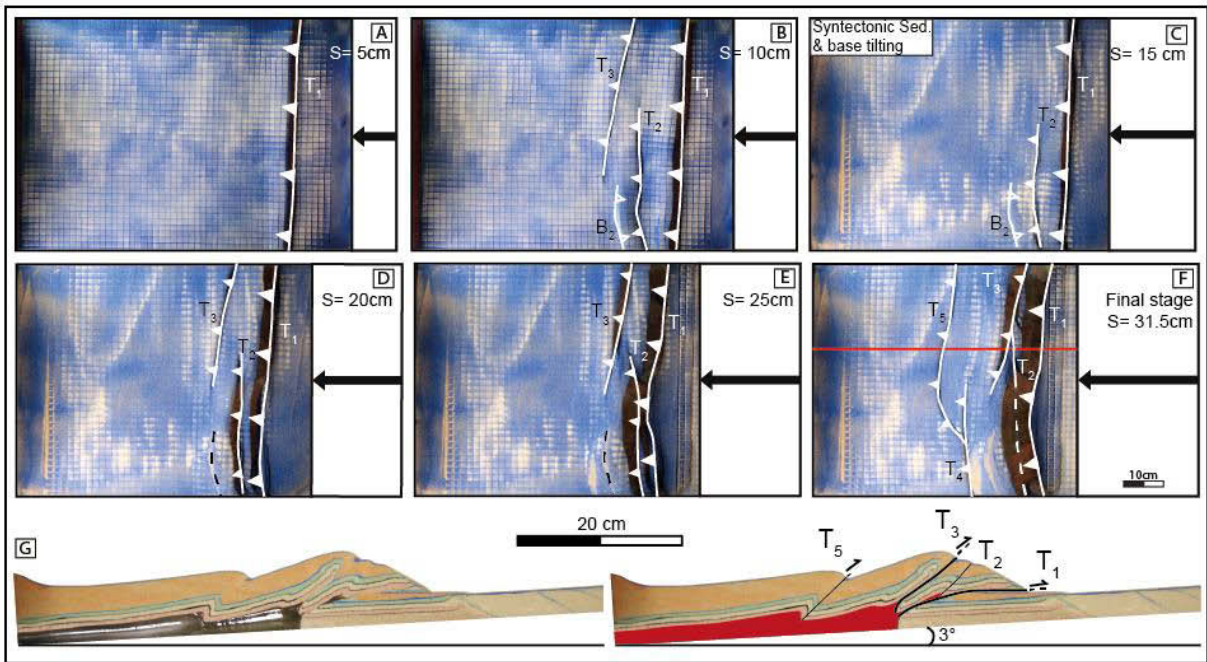 A
S= 5cm
T1
B
S= 10cm
T3
T1
T2
B2
Syntectonic Sed.
& base tilting
C
S= 15 cm
T1
T2
B2
D
S= 20cm
T3
T1
T2
E
S= 25cm
T3
T1
T2
F
Final stage
S= 31.5cm
T3
T5
T1
T2
T4
10cm
G
20 cm
T5
T3
T2
T1
3°